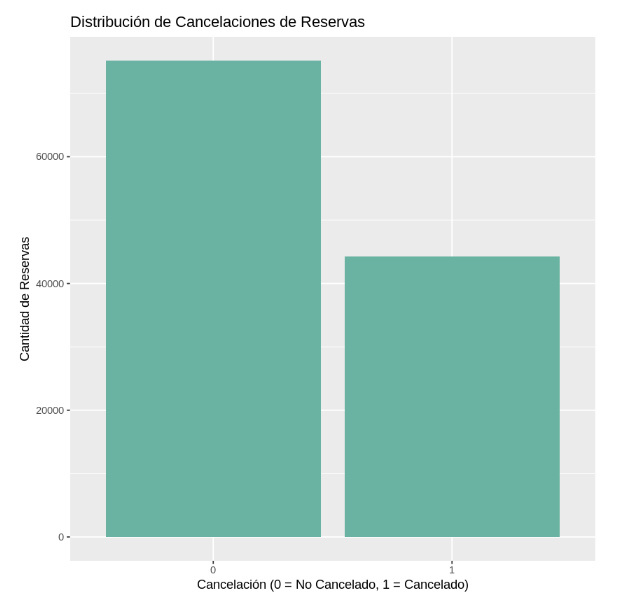 Distribución de Cancelaciones de Reservas
Cantidad de Reservas
60000
40000
20000
0
0 1
Cancelación (0 = No Cancelado, 1 = Cancelado)